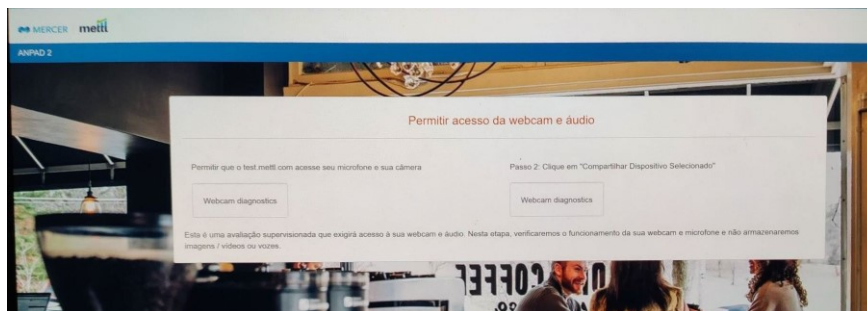 MERCER mettl
ANPAD 2
Permitir acesso da webcam e áudio
Permitir que o test.mettl.com acesse seu microfone e sua câmera
Passo 2: Clique em "Compartilhar Dispositivo Selecionado"
Webcam diagnostics
Webcam diagnostics
Esta é uma avaliação supervisionada que exigirá acesso à sua webcam e áudio. Nesta etapa, verificaremos o funcionamento da sua webcam e microfone e não armazenaremos
imagens / vídeos ou vozes.
COFFEE